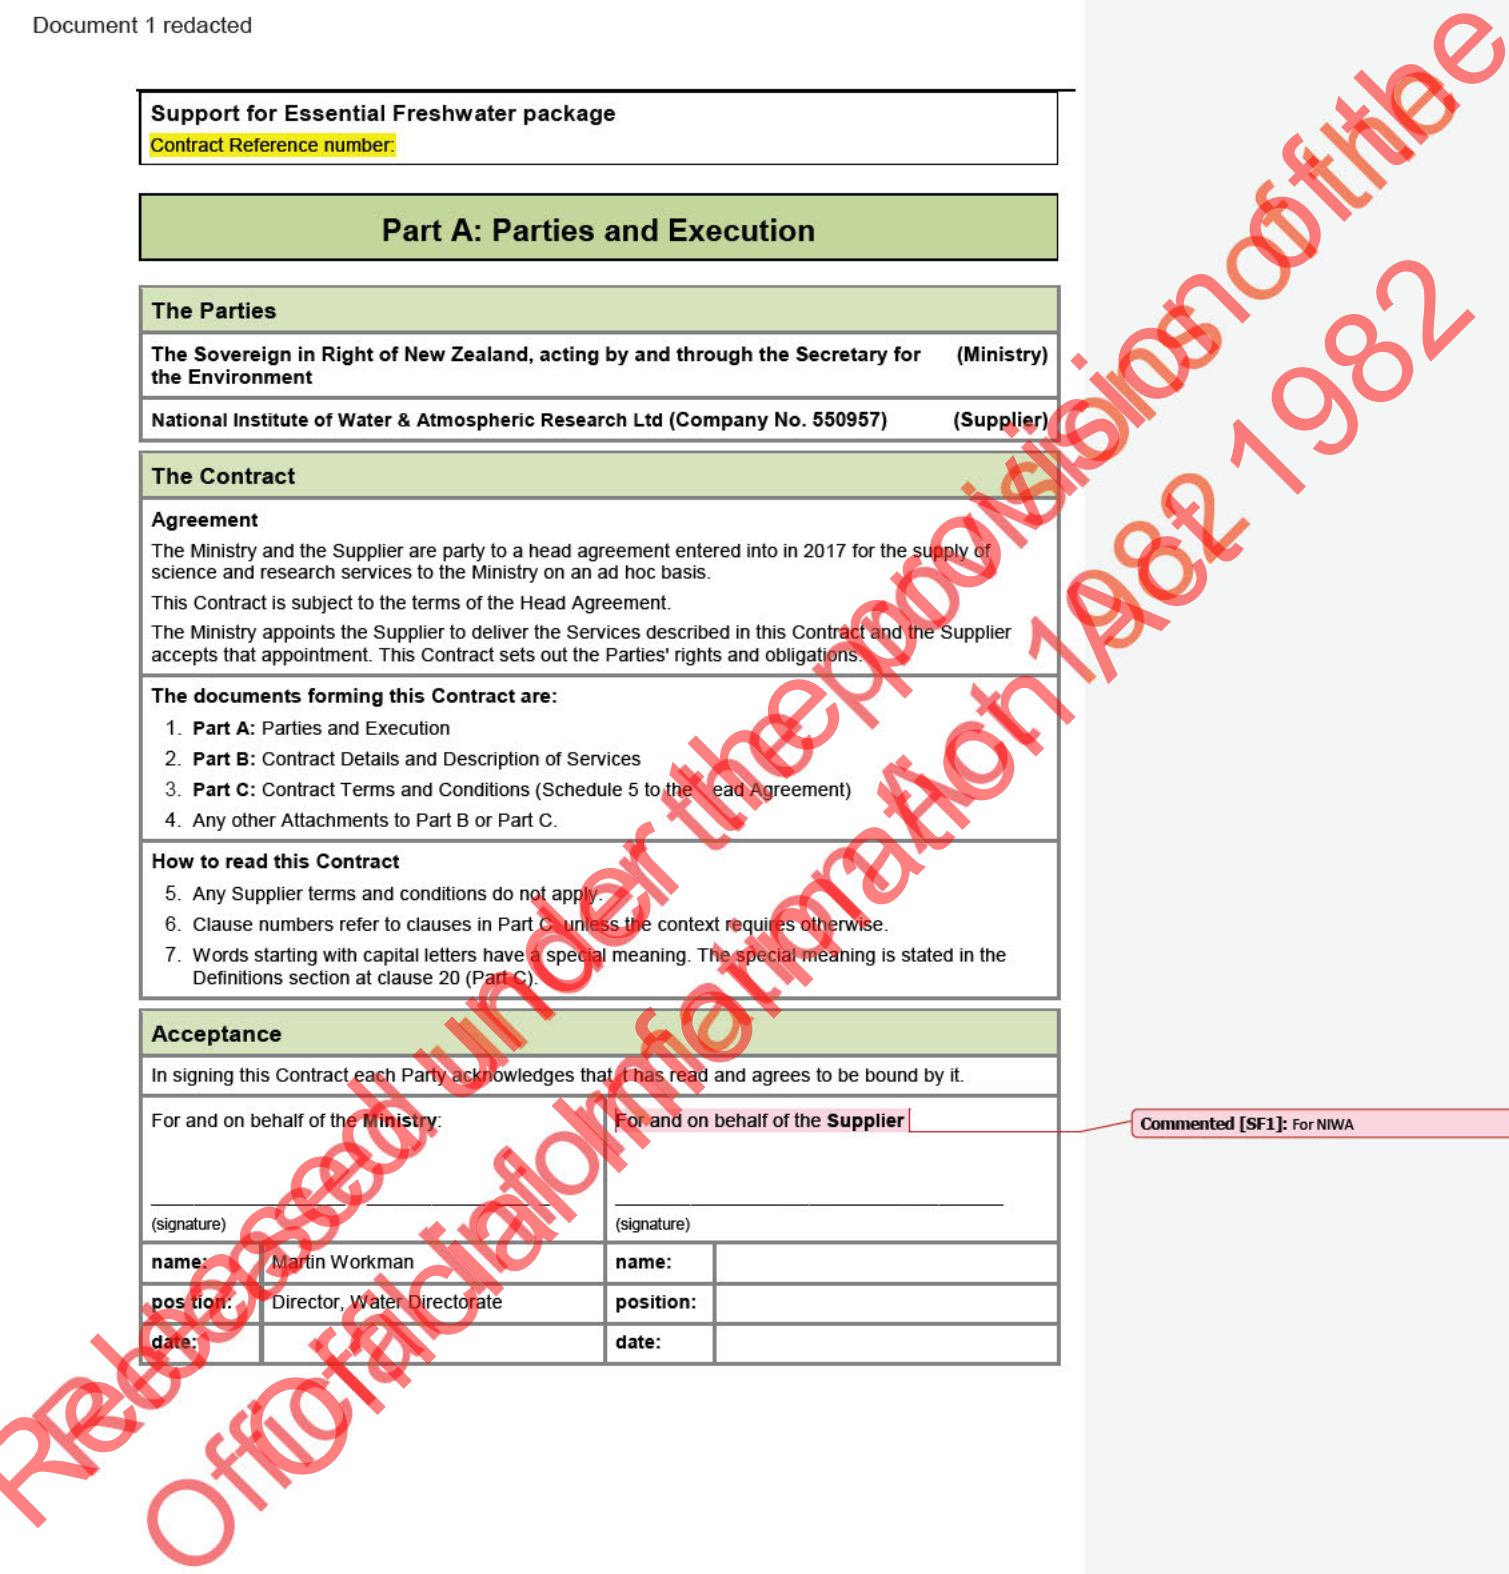 Document 1 redacted
Support for Essential Freshwater package
Contract Reference number:
Part A: Parties and Execution
The Parties
The Sovereign in Right of New Zealand, acting by and through the Secretary for (Ministry)
the Environment
National Institute of Water & Atmospheric Research Ltd (Company No. 550957) (Supplier)
The Contract
Agreement
The Ministry and the Supplier are party to a head agreement entered into in 2017 for the supply of
science and research services to the Ministry on an ad hoc basis.
This Contract is subject to the terms of the Head Agreement.
The Ministry appoints the Supplier to deliver the Services described in this Contract and the Supplier
accepts that appointment. This Contract sets out the Parties' rights and obligations.
The documents forming this Contract are:
1. Part A: Parties and Execution
2. Part B: Contract Details and Description of Services
3. Part C: Contract Terms and Conditions (Schedule 5 to the ead Agreement)
4. Any other Attachments to Part B or Part C.
How to read this Contract
5. Any Supplier terms and conditions do not apply.
6. Clause numbers refer to clauses in Part C unless the context requires otherwise.
7. Words starting with capital letters have a special meaning. The special meaning is stated in the
Definitions section at clause 20 (Part C).
Acceptance
In signing this Contract each Party acknowledges that it has read and agrees to be bound by it.
For and on behalf of the Ministry:
For and on behalf of the Supplier
Commented [SF1]: For NIWA
(signature)
(signature)
name: Martin Workman
name:
position: Director, Water Directorate
position:
date:
date:
Released under the provisions of the
Official Information Act 1982
Released under the provision of the
Official Information Act 1982